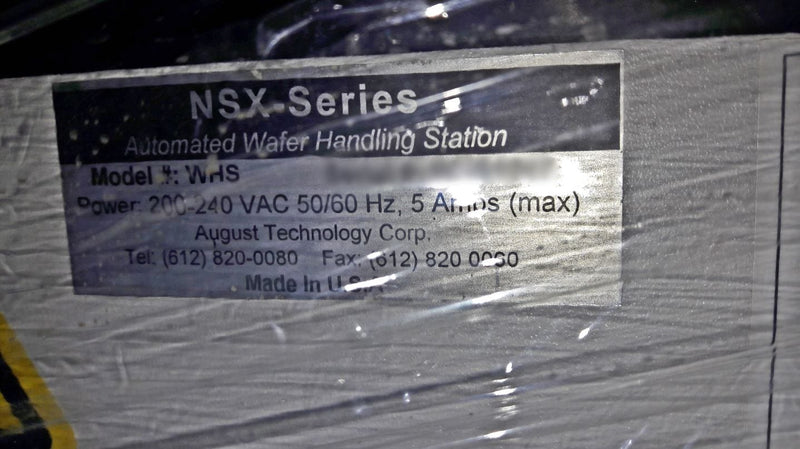 NSX-Series
Automated Wafer Handling Station
Model #: WHS
Power: 200-240 VAC 50/60 Hz, 5 Amps (max)
August Technology Corp.
Tel: (612) 820-0080 Fax: (612) 820
Made In U.S.A